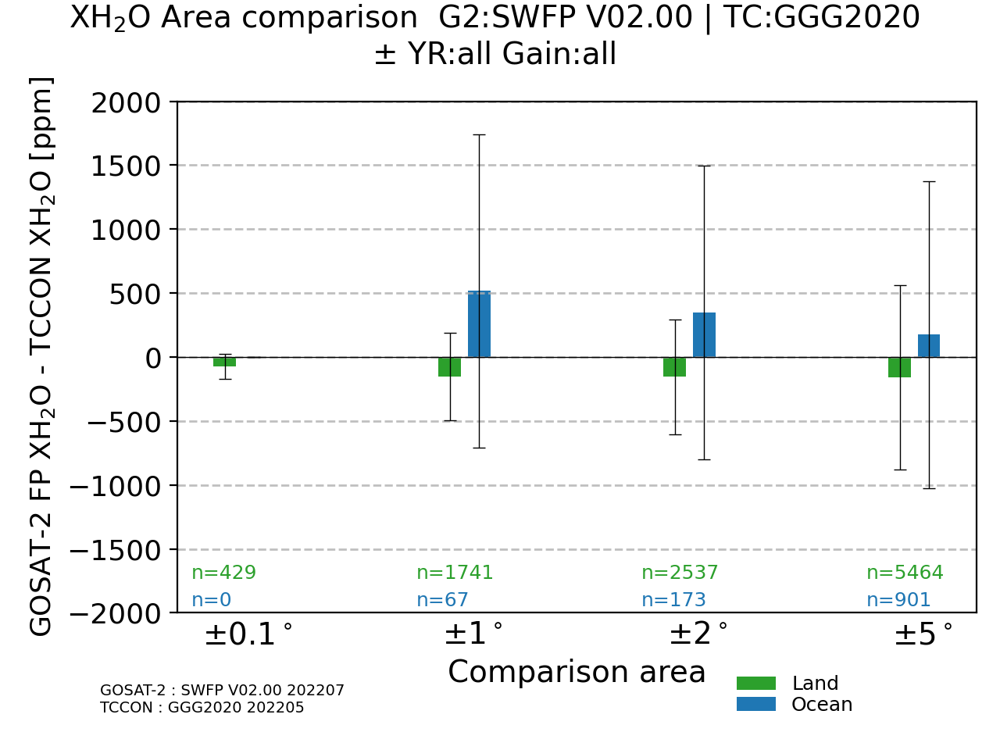 XH₂O Area comparison  G2:SWFP V02.00 | TC:GGG2020
± YR:all Gain:all
GOSAT-2 FP XH₂O - TCCON XH₂O [ppm]
2000
1500
1000
500
0
−500
−1000
−1500
−2000
n=429
n=1741
n=2537
n=5464
n=0
n=67
n=173
n=901
±0.1°
±1°
±2°
±5°
Comparison area
GOSAT-2 : SWFP V02.00 202207
TCCON : GGG2020 202205
Land
Ocean